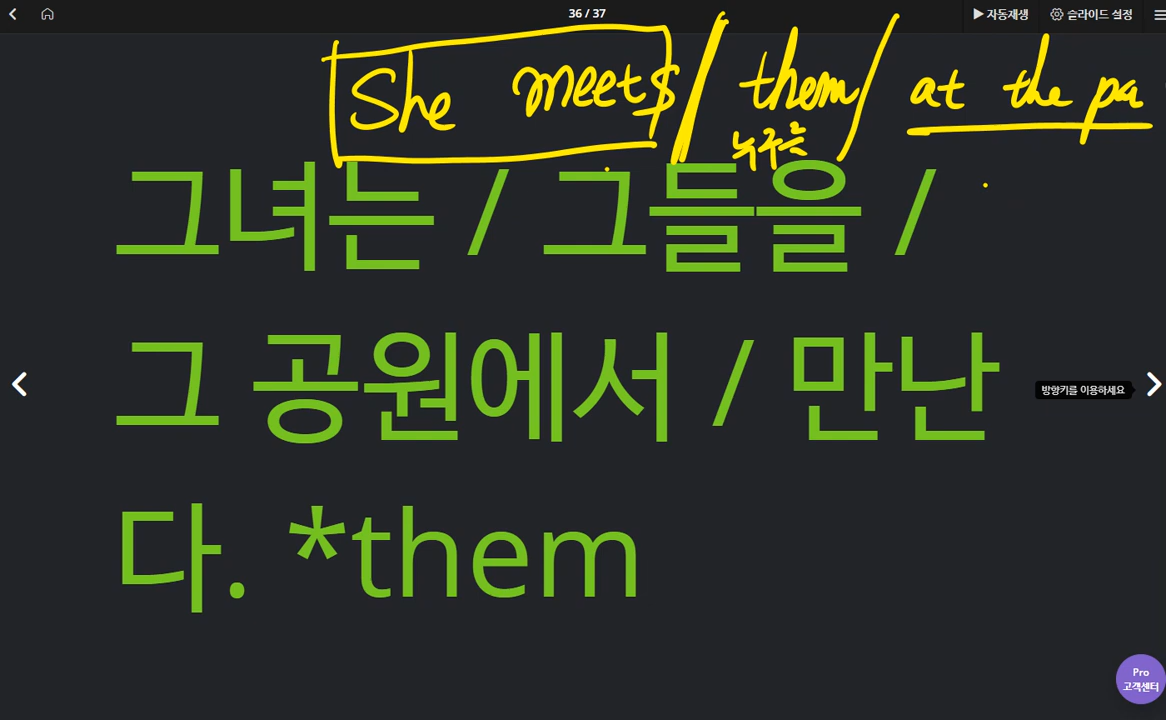 36 / 37
자동재생
슬라이드 설정
She meets / them / at the pa
누구를
그녀는 / 그들을 /
그 공원에서 / 만난
다. *them
방향키를 이용하세요
Pro
고객센터